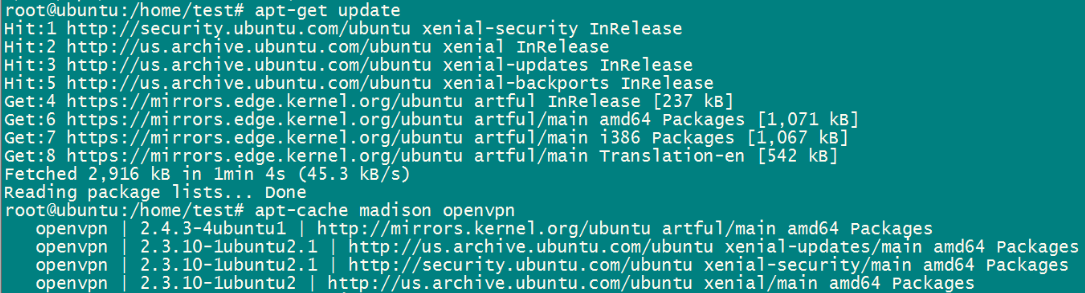 root@ubuntu:/home/test# apt-get update
Hit:1 http://security.ubuntu.com/ubuntu xenial-security InRelease
Hit:2 http://us.archive.ubuntu.com/ubuntu xenial InRelease
Hit:3 http://us.archive.ubuntu.com/ubuntu xenial-updates InRelease
Hit:5 http://us.archive.ubuntu.com/ubuntu xenial-backports InRelease
Get:4 https://mirrors.edge.kernel.org/ubuntu artful InRelease [237 kB]
Get:6 https://mirrors.edge.kernel.org/ubuntu artful/main amd64 Packages [1,071 kB]
Get:7 https://mirrors.edge.kernel.org/ubuntu artful/main i386 Packages [1,067 kB]
Get:8 https://mirrors.edge.kernel.org/ubuntu artful/main Translation-en [542 kB]
Fetched 2,916 kB in 1min 4s (45.3 kB/s)
Reading package lists... Done
root@ubuntu:/home/test# apt-cache madison openvpn
openvpn | 2.4.3-4ubuntu1 | http://mirrors.kernel.org/ubuntu artful/main amd64 Packages
openvpn | 2.3.10-1ubuntu2.1 | http://us.archive.ubuntu.com/ubuntu xenial-updates/main amd64 Packages
openvpn | 2.3.10-1ubuntu2.1 | http://security.ubuntu.com/ubuntu xenial-security/main amd64 Packages
openvpn | 2.3.10-1ubuntu2 | http://us.archive.ubuntu.com/ubuntu xenial/main amd64 Packages